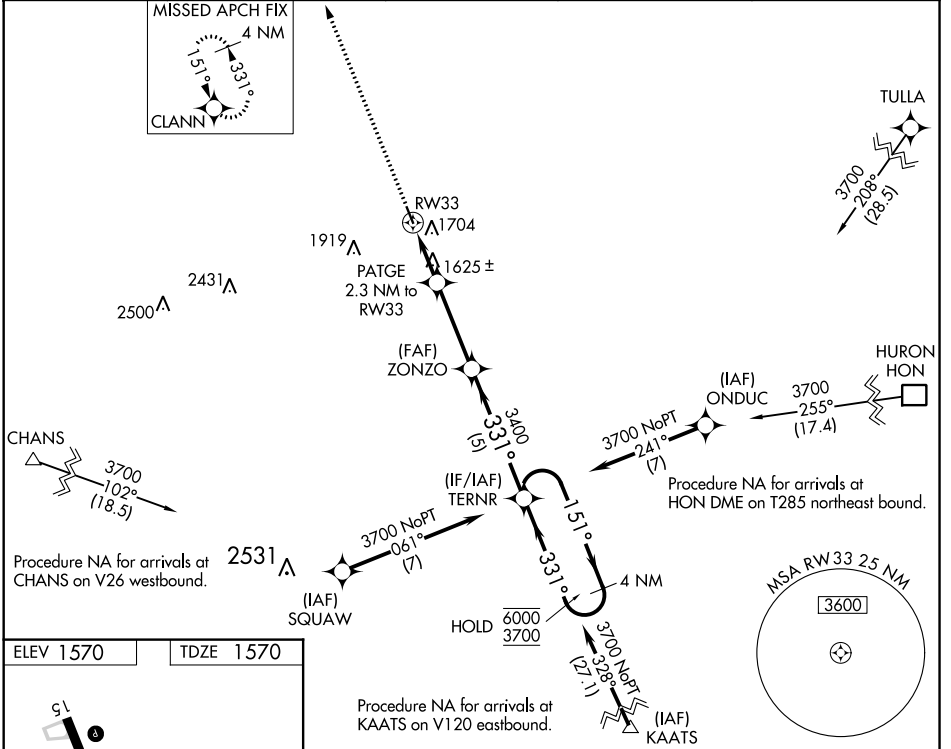 MISSED APCH FIX
4 NM
151°
331°
CLANN
TULLA
3700
208°
(28.5)
RW33
1704
1919
1625 ±
PATGE
2.3 NM to
RW33
2431
2500
(FAF)
ZONZO
HURON
HON
(IAF)
ONDUC
3700
255°
(17.4)
3400
331°
(5)
3700 NoPT
241°
(7)
CHANS
3700
102°
(18.5)
(IF/IAF)
TERNR
Procedure NA for arrivals at
HON DME on T285 northeast bound.
151°
3700 NoPT
061°
(7)
Procedure NA for arrivals at
CHANS on V26 westbound.
2531
(IAF)
SQUAW
331°
4 NM
HOLD
6000
3700
MSA RW33 25 NM
3600
3700 NoPT
328°
(27.1)
(IAF)
KAATS
Procedure NA for arrivals at
KAATS on V120 eastbound.
ELEV 1570
TDZE 1570
15
P